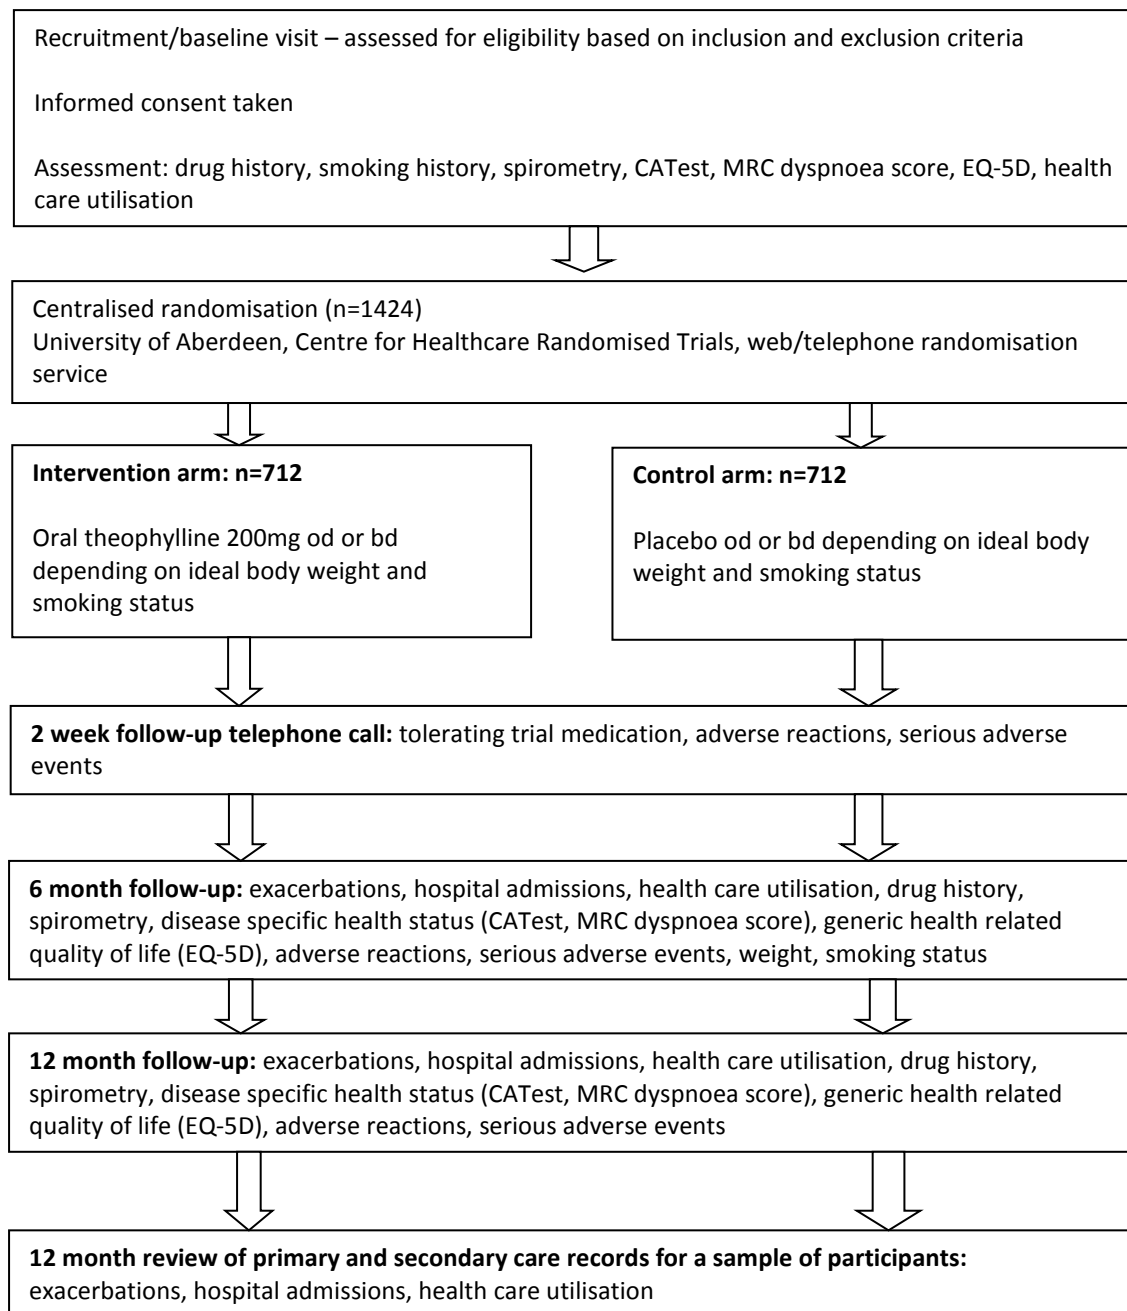 Recruitment/baseline visit – assessed for eligibility based on inclusion and exclusion criteria
Informed consent taken
Assessment: drug history, smoking history, spirometry, CATest, MRC dyspnoea score, EQ-5D, health
care utilisation
Centralised randomisation (n=1424)
University of Aberdeen, Centre for Healthcare Randomised Trials, web/telephone randomisation
service
Intervention arm: n=712
Oral theophylline 200mg od or bd
depending on ideal body weight and
smoking status
Control arm: n=712
Placebo od or bd depending on ideal body
weight and smoking status
2 week follow-up telephone call: tolerating trial medication, adverse reactions, serious adverse
events
6 month follow-up: exacerbations, hospital admissions, health care utilisation, drug history,
spirometry, disease specific health status (CATest, MRC dyspnoea score), generic health related
quality of life (EQ-5D), adverse reactions, serious adverse events, weight, smoking status
12 month follow-up: exacerbations, hospital admissions, health care utilisation, drug history,
spirometry, disease specific health status (CATest, MRC dyspnoea score), generic health related
quality of life (EQ-5D), adverse reactions, serious adverse events
12 month review of primary and secondary care records for a sample of participants:
exacerbations, hospital admissions, health care utilisation